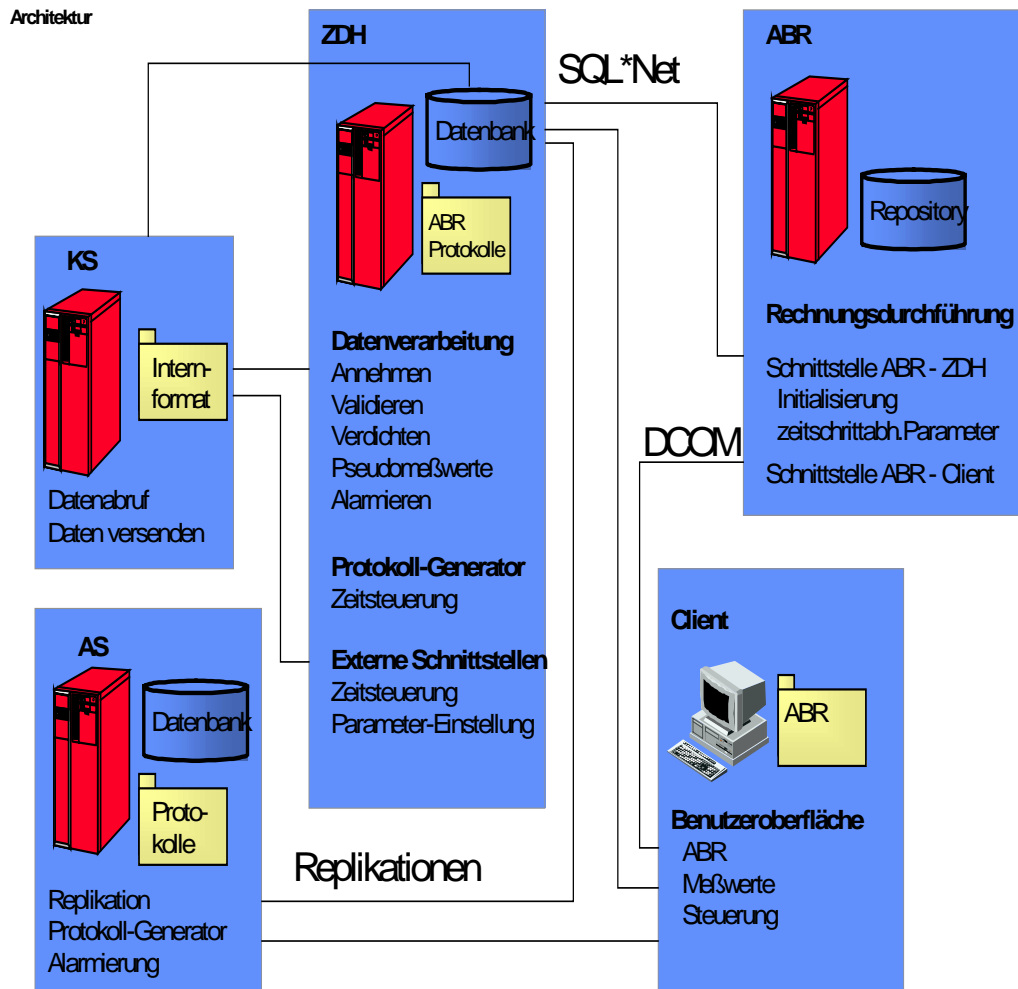 Architektur
ZDH
Datenbank
ABR
Protokolle
Datenverarbeitung
Annehmen
Validieren
Verdichten
Pseudomeßwerte
Alarmieren
Protokoll-Generator
Zeitsteuerung
Externe Schnittstellen
Zeitsteuerung
Parameter-Einstellung
SQL*Net
ABR
Repository
Rechnungsdurchführung
Schnittstelle ABR - ZDH
Initialisierung
zeitschrittabh.Parameter
Schnittstelle ABR - Client
DCOM
KS
Intern-
format
Datenabruf
Daten versenden
AS
Datenbank
Proto-
kolle
Replikation
Protokoll-Generator
Alarmierung
Replikationen
Client
ABR
Benutzeroberfläche
ABR
Meßwerte
Steuerung